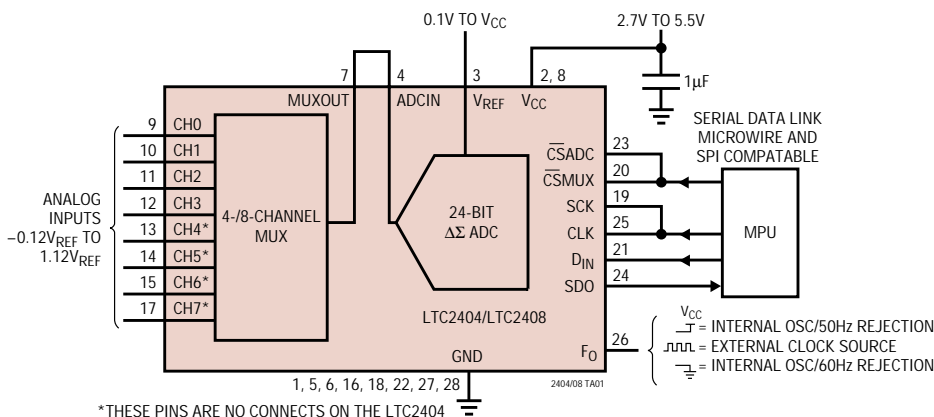 0.1V TO VCC
2.7V TO 5.5V
7
4
3
2, 8
1µF
MUXOUT
ADCIN
VREF
VCC
SERIAL DATA LINK
MICROWIRE AND
SPI COMPATABLE
9 CH0
10 CH1
11 CH2
12 CH3
13 CH4*
14 CH5*
15 CH6*
17 CH7*
ANALOG
INPUTS
–0.12VREF TO
1.12VREF
4-/8-CHANNEL
MUX
24-BIT
ΔΣ ADC
CSADC 23
CSMUX 20
SCK 19
CLK 25
DIN 21
SDO 24
MPU
LTC2404/LTC2408
GND
FO 26
VCC
= INTERNAL OSC/50Hz REJECTION
= EXTERNAL CLOCK SOURCE
= INTERNAL OSC/60Hz REJECTION
1, 5, 6, 16, 18, 22, 27, 28
2404/08 TA01
*THESE PINS ARE NO CONNECTS ON THE LTC2404